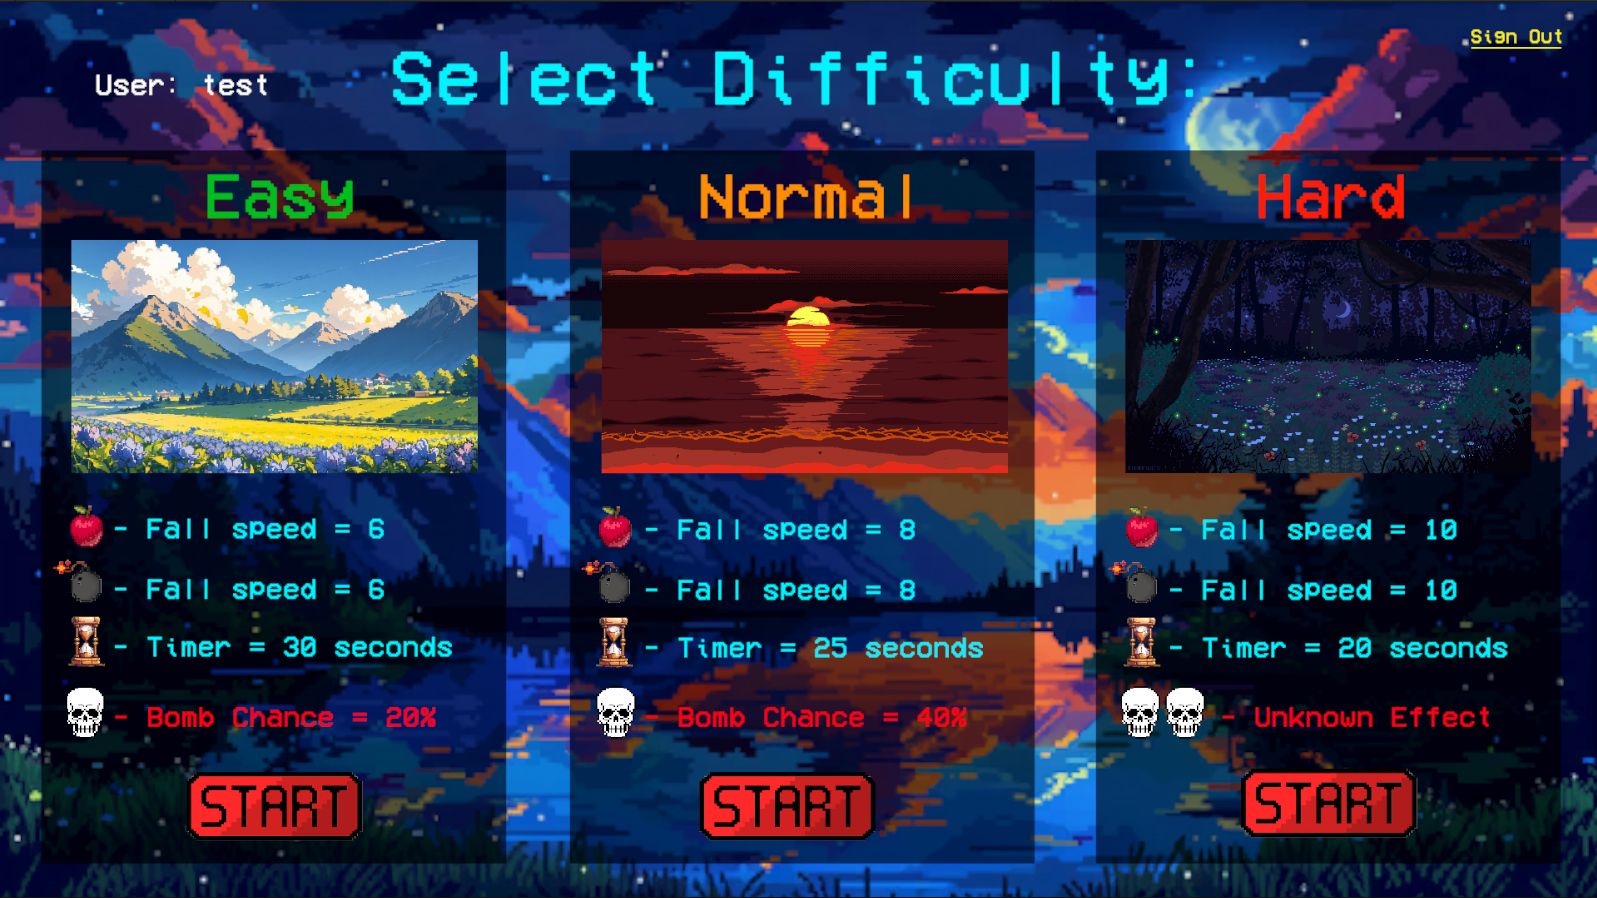 Sign Out
User: test
Select Difficulty:
Easy
- Fall speed = 6
- Fall speed = 6
- Timer = 30 seconds
- Bomb Chance = 20%
START
Normal
- Fall speed = 8
- Fall speed = 8
- Timer = 25 seconds
- Bomb Chance = 40%
START
Hard
- Fall speed = 10
- Fall speed = 10
- Timer = 20 seconds
- Unknown Effect
START